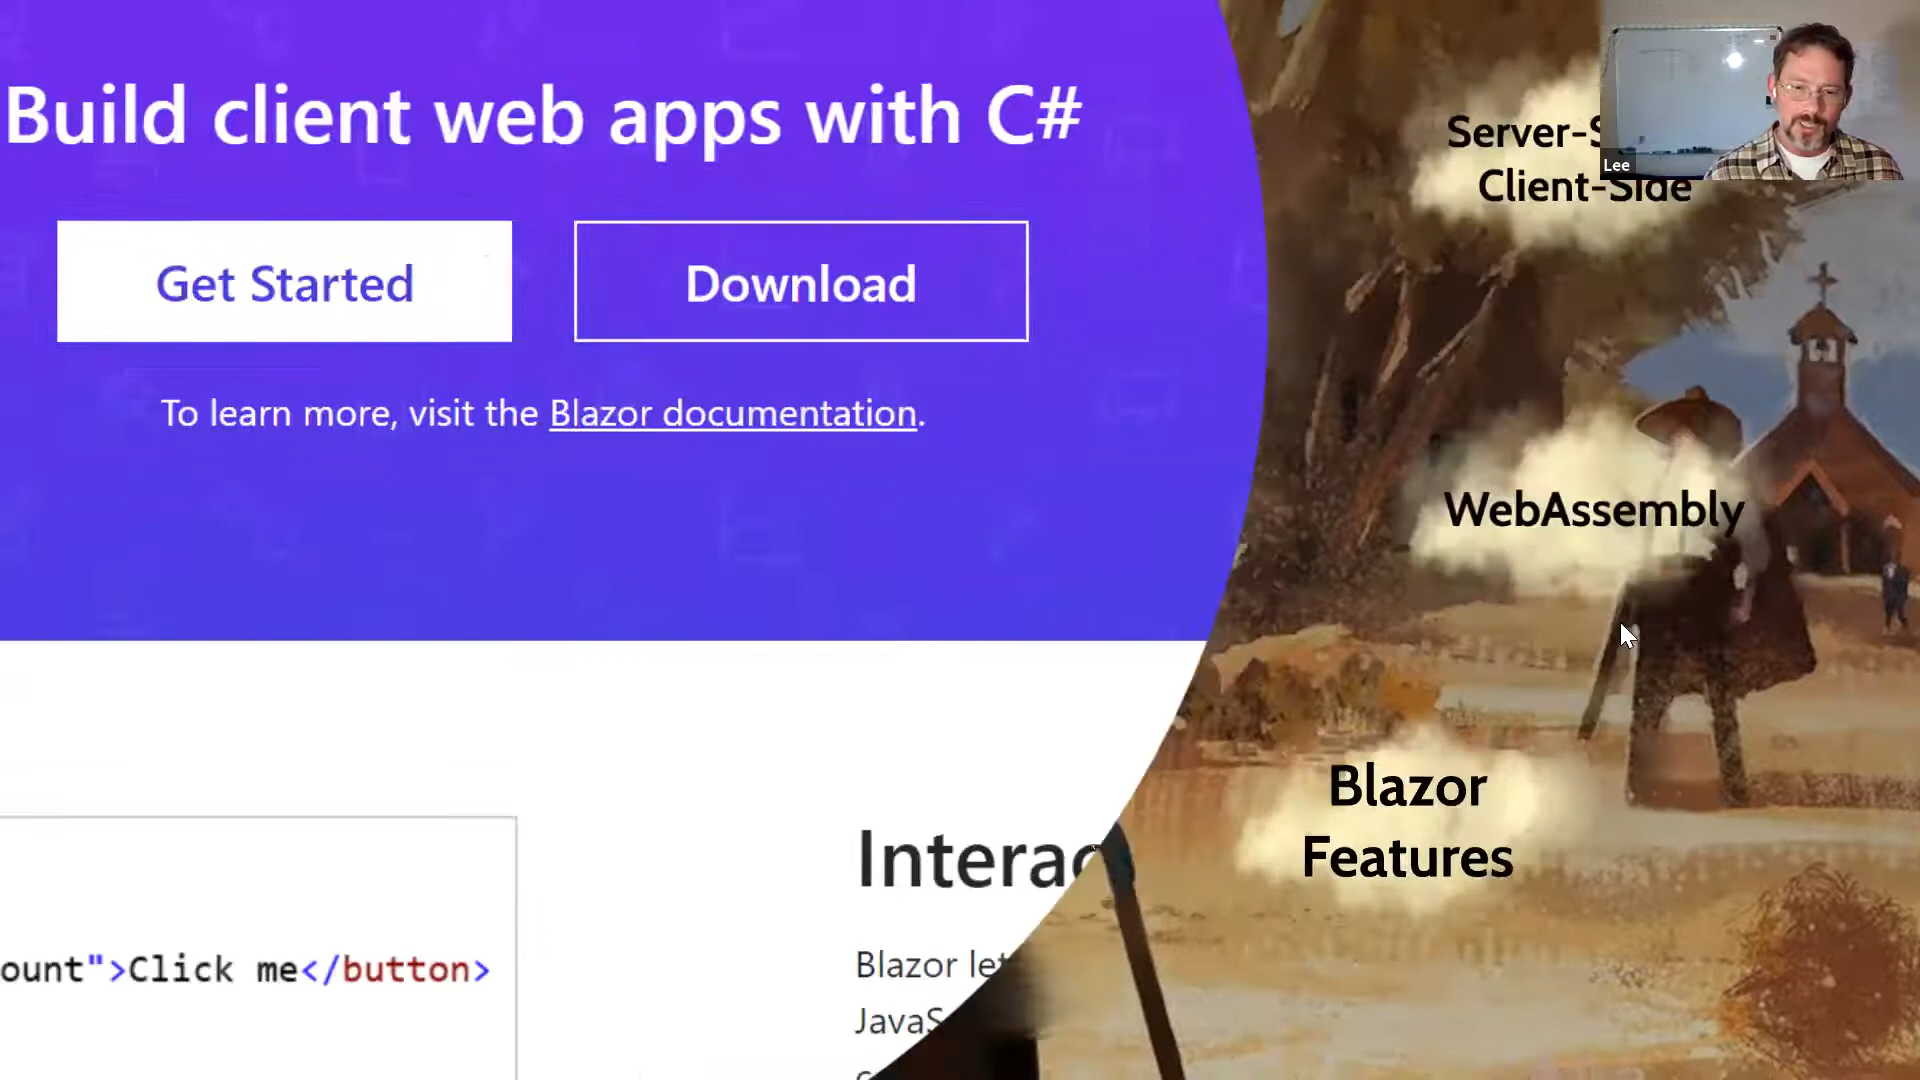 Build client web apps with C#
Get Started
Download
To learn more, visit the Blazor documentation.
ount">Click me</button>
Interac
Blazor let
JavaS
Server-S
Client-Side
Lee
WebAssembly
Blazor
Features